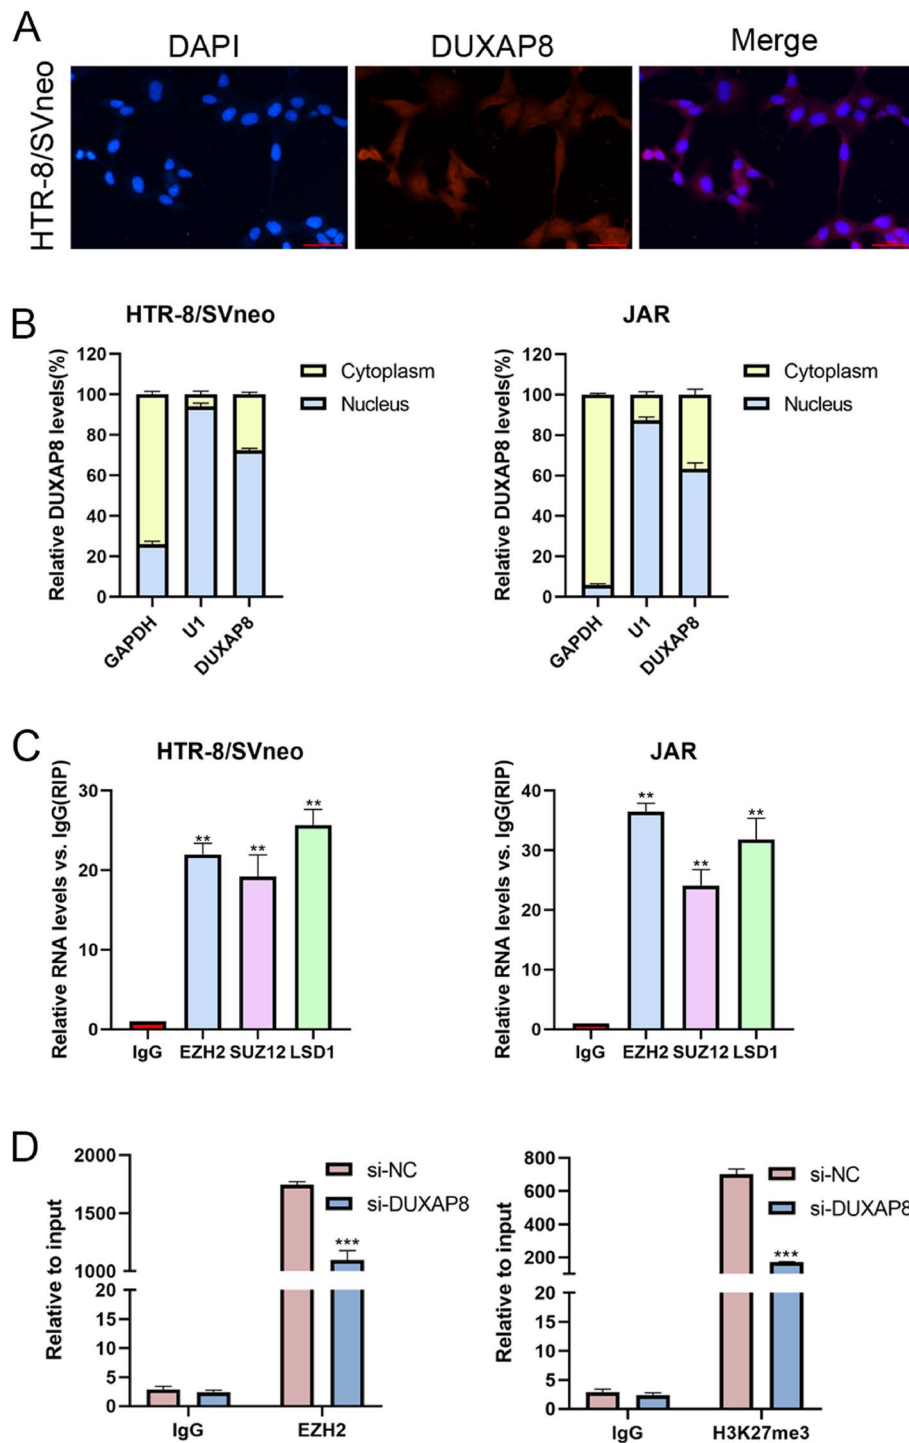 A
DAPI DUXAP8 Merge
HTR-8/SVneo
B
HTR-8/SVneo
Relative DUXAP8 levels(%)
120
100
80
60
40
20
0
GAPDH U1 DUXAP8
Cytoplasm
Nucleus
JAR
Relative DUXAP8 levels(%)
120
100
80
60
40
20
0
GAPDH U1 DUXAP8
Cytoplasm
Nucleus
C
HTR-8/SVneo
Relative RNA levels vs. IgG(RIP)
30
20
10
0
** ** **
IgG EZH2 SUZ12 LSD1
JAR
Relative RNA levels vs. IgG(RIP)
40
30
20
10
0
** ** **
IgG EZH2 SUZ12 LSD1
D
Relative to input
2000
1500
1000
20
15
10
5
0
si-NC
si-DUXAP8
***
IgG EZH2
Relative to input
800
600
400
200
20
15
10
5
0
si-NC
si-DUXAP8
***
IgG H3K27me3